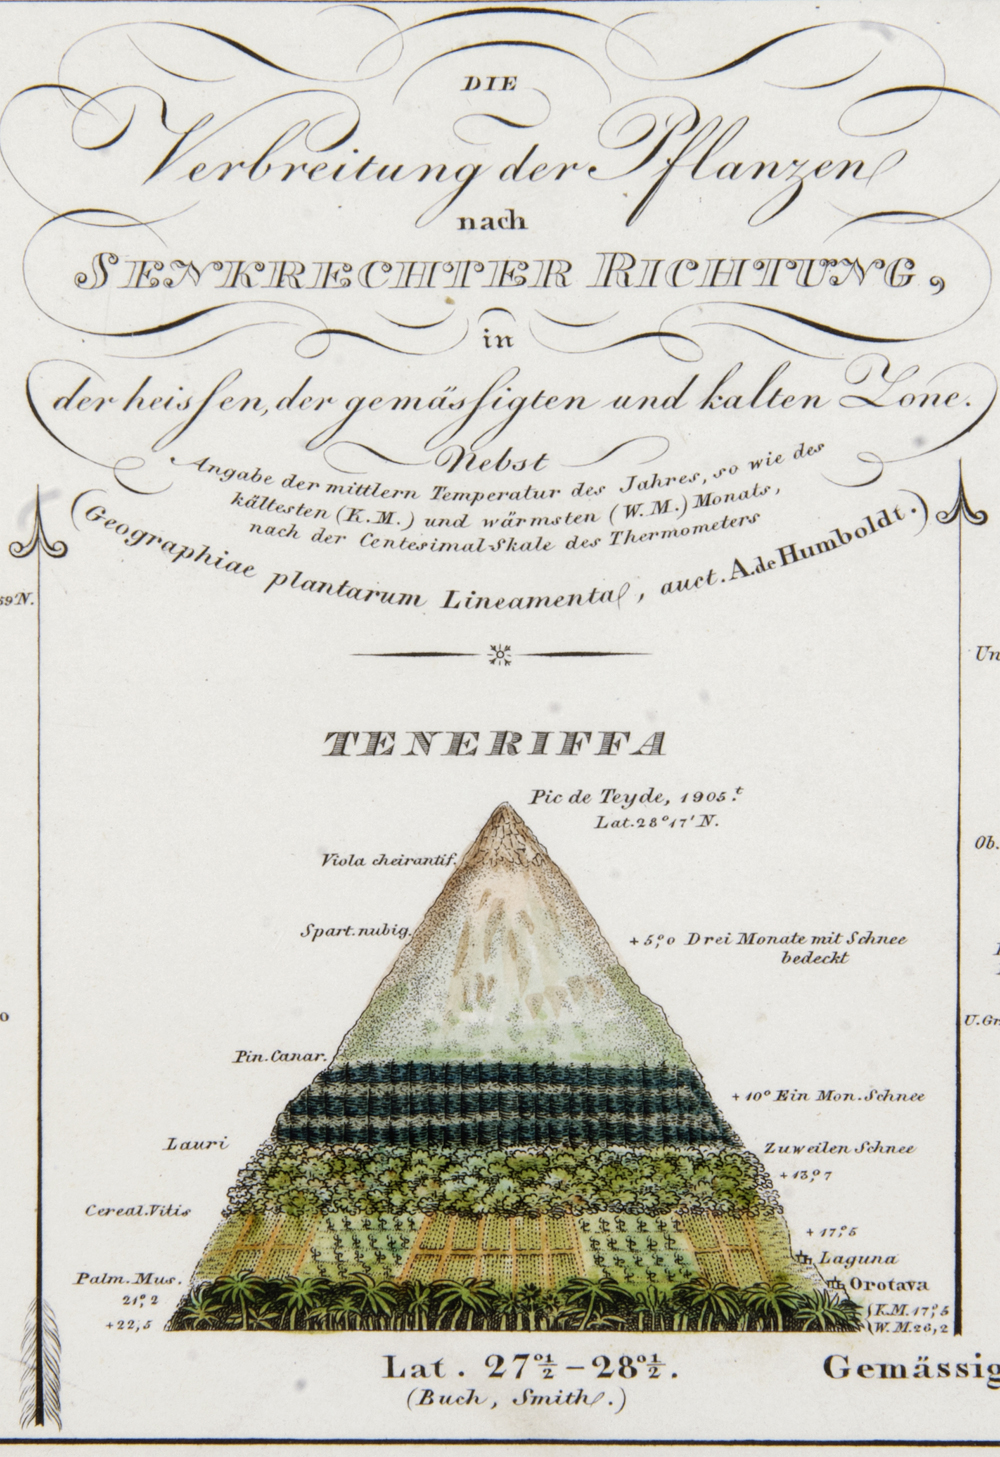 DIE
Verbreitung der Pflanzen
nach
SENKRECHTER RICHTUNG,
in
der heissen, der gemässigten und kalten Zone.
Nebst
Angabe der mittlern Temperatur des Jahres, so wie des
kältesten (K.M.) und wärmsten (W.M.) Monats,
nach der Centesimal-Skale des Thermometers
(Geographiae plantarum Lineamenta, auct. A.de Humboldt.)
59'N.
Un
TENERIFFA
Pic de Teyde, 1905.t
Lat. 28°17' N.
Ob.
Viola cheirantif.
Spart. nubig.
+5,°0 Drei Monate mit Schnee
bedeckt
U.Gr
Pin. Canar.
+10° Ein Mon. Schnee
Lauri
Zuweilen Schnee
+13,°7
Cereal. Vitis
+17,°5
Laguna
Palm. Mus.
Orotava
21,°2
K.M. 17,°5
+22,5
W.M. 26,2
Lat. 27°½ – 28°½.
Gemässig
(Buch, Smith.)